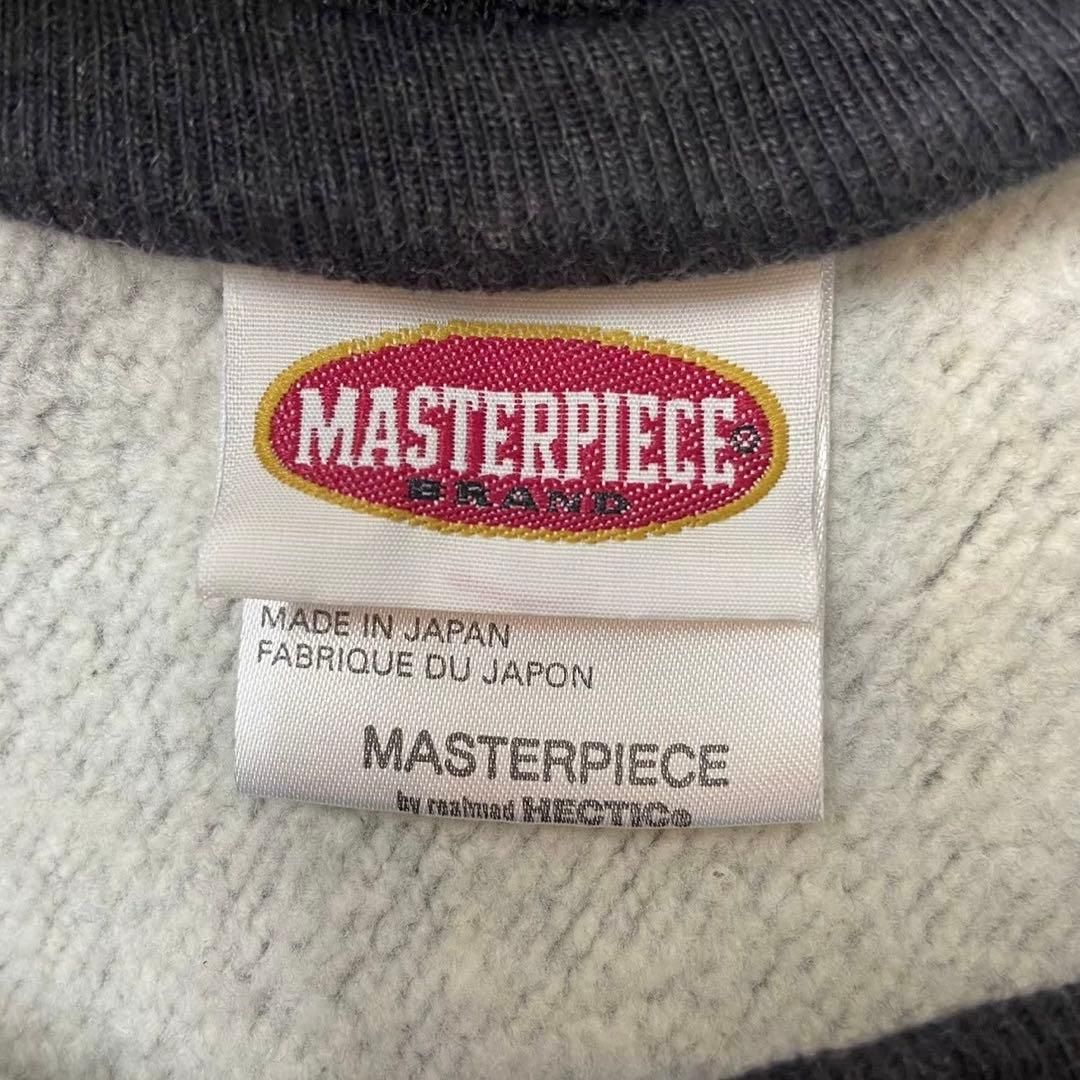 MASTERPIECE®
BRAND
MADE IN JAPAN
FABRIQUE DU JAPON
MASTERPIECE
by realmad HECTIC®